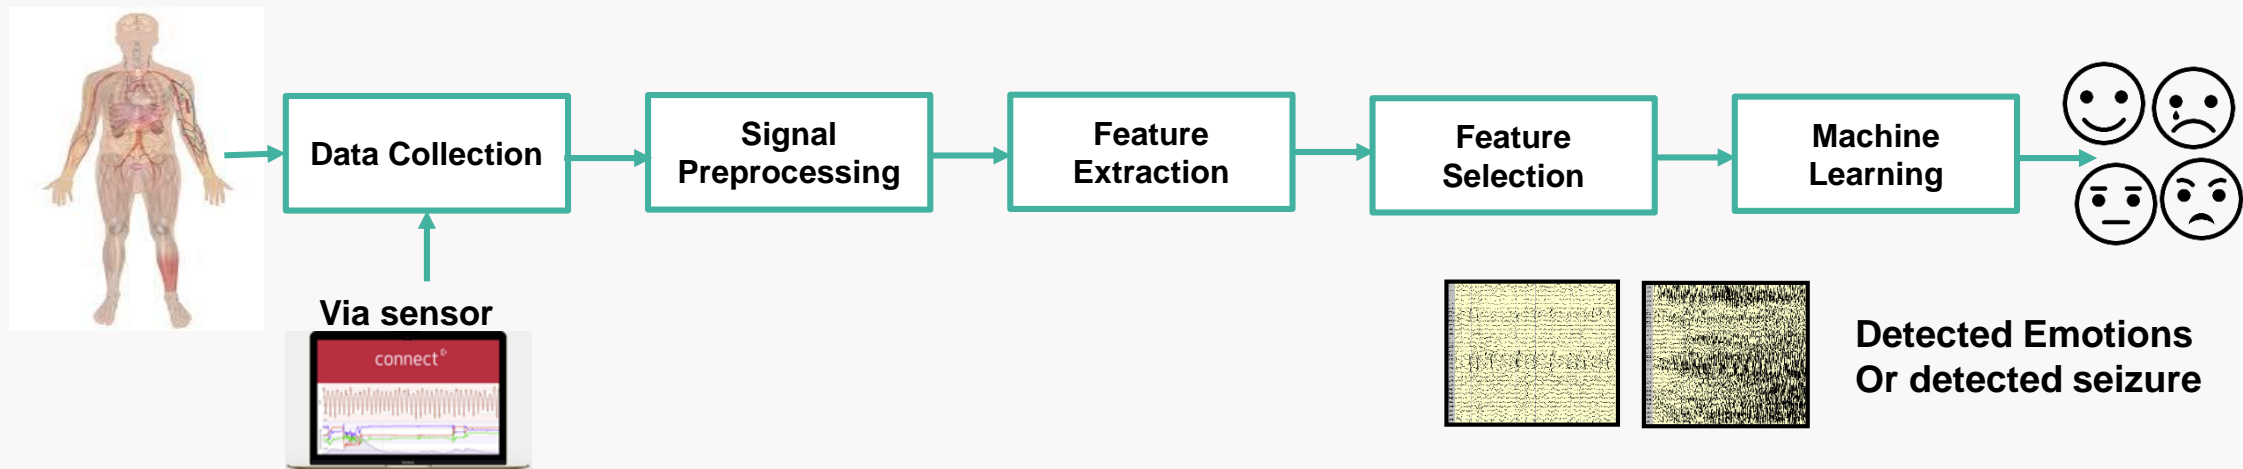 Data Collection
Signal
Preprocessing
Feature
Extraction
Feature
Selection
Machine
Learning
Via sensor
connect
Detected Emotions
Or detected seizure